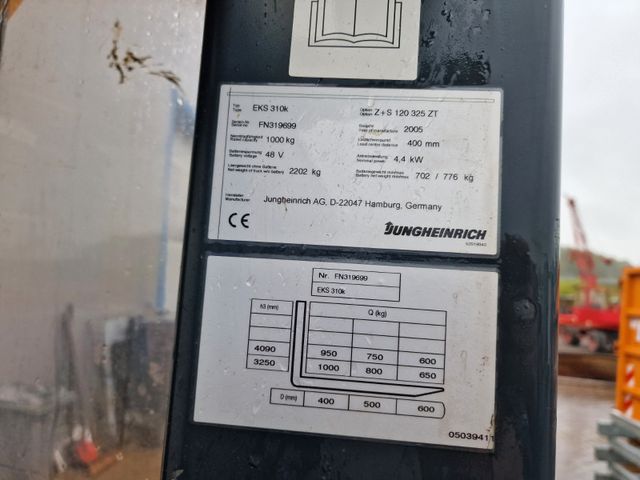 Typ
Type EKS 310k Option
Option Z+S 120 325 ZT
Serien-Nr
Serial no. FN319699 Baujahr
Year of manufacture 2005
Nenntragfähigkeit
Rated capacity 1000 kg Lastschwerpunkt
Load centre distance 400 mm
Batteriespannung
Battery voltage 48 V Antriebsleistung
Nominal power 4,4 kW
Leergewicht ohne Batterie
Net weight of truck w/o battery 2202 kg Batteriegewicht min/max
Battery net weight min/max 702 / 776 kg
Hersteller
Manufacturer Jungheinrich AG, D-22047 Hamburg, Germany
CE JUNGHEINRICH
Nr. FN319699
EKS 310k
h3 (mm) Q (kg)
4090 950 750 600
3250 1000 800 650
D (mm) 400 500 600
05039411